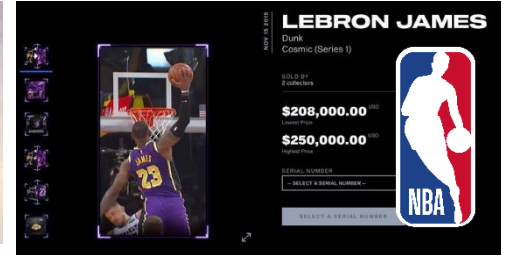 NOV 15 2019
LEBRON JAMES
Dunk
Cosmic (Series 1)
SOLD BY
2 collectors
$208,000.00 USD
Lowest Price
$250,000.00 USD
Highest Price
SERIAL NUMBER
-- SELECT A SERIAL NUMBER --
SELECT A SERIAL NUMBER
JAMES
23
NBA